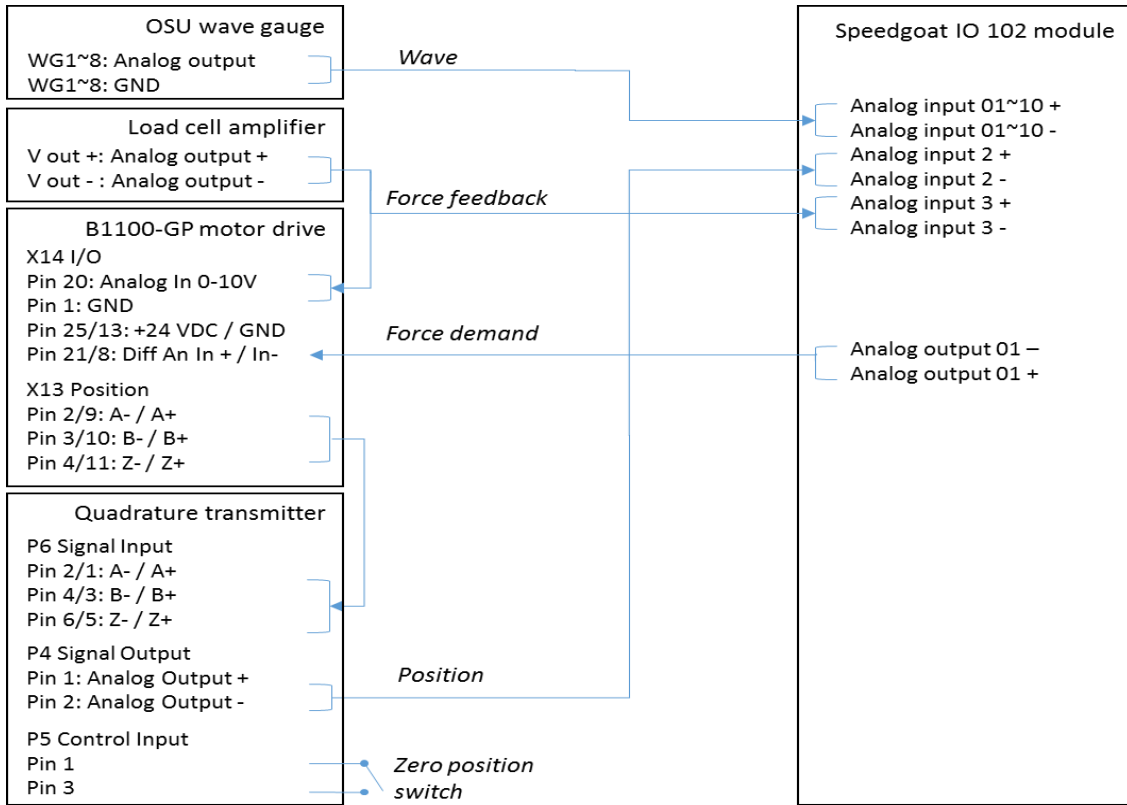 OSU wave gauge
WG1~8: Analog output
WG1~8: GND
Load cell amplifier
V out +: Analog output +
V out - : Analog output -
B1100-GP motor drive
X14 I/O
Pin 20: Analog In 0-10V
Pin 1: GND
Pin 25/13: +24 VDC / GND
Pin 21/8: Diff An In + / In-
X13 Position
Pin 2/9: A- / A+
Pin 3/10: B- / B+
Pin 4/11: Z- / Z+
Quadrature transmitter
P6 Signal Input
Pin 2/1: A- / A+
Pin 4/3: B- / B+
Pin 6/5: Z- / Z+
P4 Signal Output
Pin 1: Analog Output +
Pin 2: Analog Output -
P5 Control Input
Pin 1
Pin 3
Wave
Force feedback
Force demand
Position
Zero position
switch
Speedgoat IO 102 module
Analog input 01~10 +
Analog input 01~10 -
Analog input 2 +
Analog input 2 -
Analog input 3 +
Analog input 3 -
Analog output 01 –
Analog output 01 +